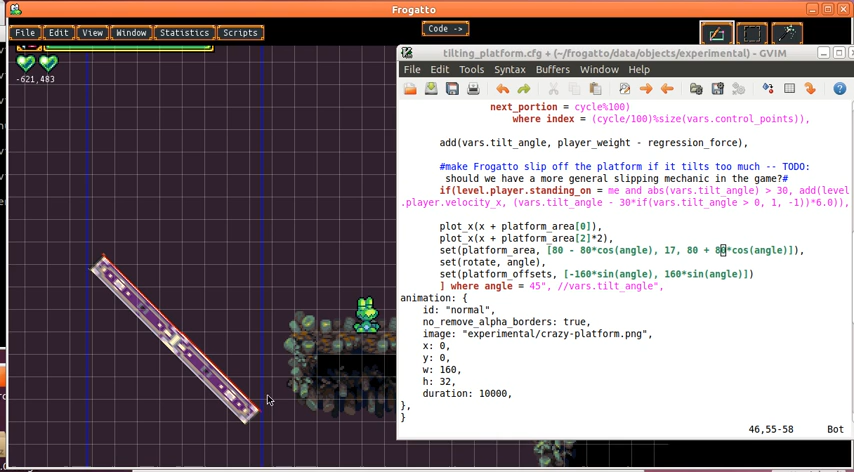 Frogatto
File Edit View Window Statistics Scripts
Code ->
-621,483
tilting_platform.cfg + (~/frogatto/data/objects/experimental) - GVIM
File Edit Tools Syntax Buffers Window Help
next_portion = cycle%100)
where index = (cycle/100)%size(vars.control_points)),
add(vars.tilt_angle, player_weight - regression_force),
#make Frogatto slip off the platform if it tilts too much -- TODO:
should we have a more general slipping mechanic in the game?#
if(level.player.standing_on = me and abs(vars.tilt_angle) > 30, add(level
.player.velocity_x, (vars.tilt_angle - 30*if(vars.tilt_angle > 0, 1, -1))*6.0)),
plot_x(x + platform_area[0]),
plot_x(x + platform_area[2]*2),
set(platform_area, [80 - 80*cos(angle), 17, 80 + 80*cos(angle)]),
set(rotate, angle),
set(platform_offsets, [-160*sin(angle), 160*sin(angle)])
] where angle = 45", //vars.tilt_angle",
animation: {
id: "normal",
no_remove_alpha_borders: true,
image: "experimental/crazy-platform.png",
x: 0,
y: 0,
w: 160,
h: 32,
duration: 10000,
},
}
46,55-58 Bot